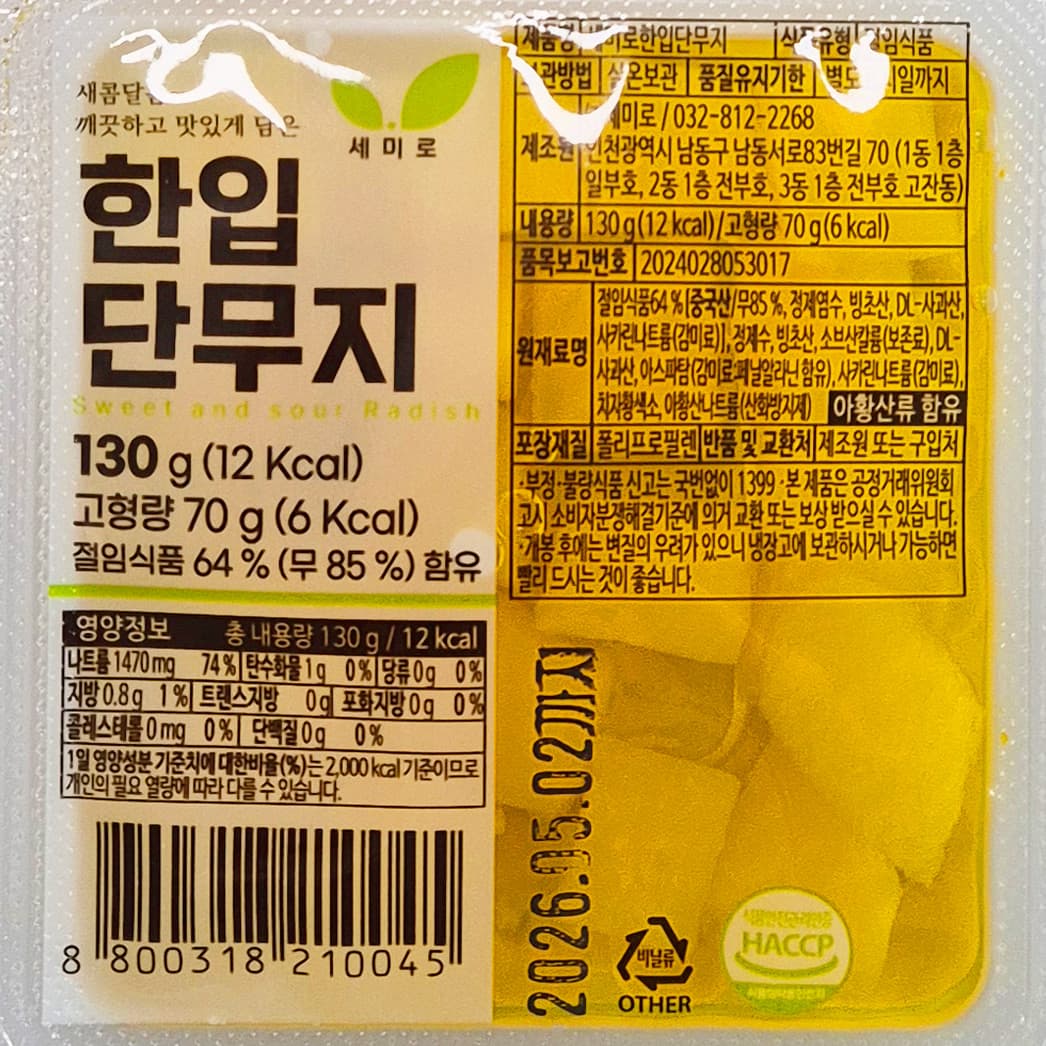 새콤달콤
깨끗하고 맛있게 담은
세미로
한입
단무지
Sweet and sour Radish
130 g (12 Kcal)
고형량 70 g (6 Kcal)
절임식품 64 % (무 85 %) 함유
영양정보 총 내용량 130 g / 12 kcal
나트륨 1470 mg 74 % 탄수화물 1 g 0 % 당류 0 g 0 %
지방 0.8 g 1 % 트랜스지방 0 g 포화지방 0 g 0 %
콜레스테롤 0 mg 0 % 단백질 0 g 0 %
1일 영양성분 기준치에 대한비율(%)는 2,000 kcal 기준이므로
개인의 필요 열량에 따라 다를 수 있습니다.
8 800318 210045
제품명 세미로한입단무지 식품유형 절임식품
보관방법 실온보관 품질유지기한 별도 표시일까지
제조원 ㈜세미로 / 032-812-2268
인천광역시 남동구 남동서로83번길 70 (1동 1층
일부호, 2동 1층 전부호, 3동 1층 전부호 고잔동)
내용량 130 g (12 kcal) / 고형량 70 g (6 kcal)
품목보고번호 2024028053017
원재료명 절임식품64 % [중국산/무85 %, 정제염수, 빙초산, DL-사과산,
사카린나트륨(감미료)], 정제수, 빙초산, 소브산칼륨(보존료), DL-
사과산, 아스파탐(감미료:페닐알라닌 함유), 사카린나트륨(감미료),
치자황색소, 아황산나트륨(산화방지제) 아황산류 함유
포장재질 폴리프로필렌 반품 및 교환처 제조원 또는 구입처
·부정·불량식품 신고는 국번없이 1399 ·본 제품은 공정거래위원회
고시 소비자분쟁해결기준에 의거 교환 또는 보상 받으실 수 있습니다.
·개봉 후에는 변질의 우려가 있으니 냉장고에 보관하시거나 가능하면
빨리 드시는 것이 좋습니다.
2026.05.02까지
비닐류
OTHER
HACCP